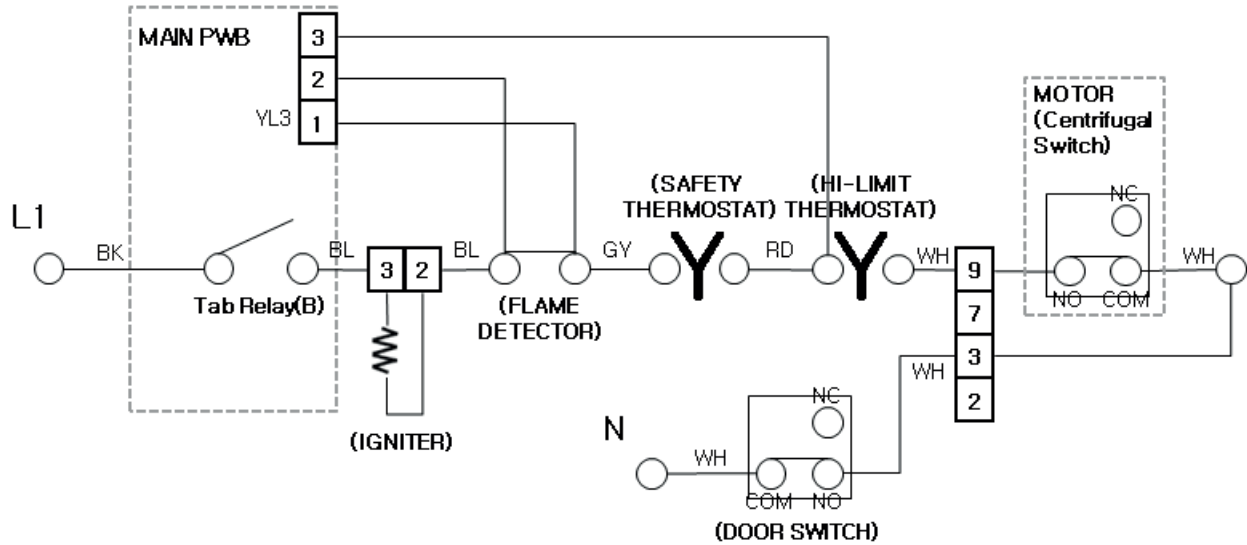 MAIN PWB
3
2
YL3
1
MOTOR
(Centrifugal
Switch)
(SAFETY
THERMOSTAT)
(HI-LIMIT
THERMOSTAT)
NC
L1
BK
BL
3
2
BL
GY
RD
WH
9
WH
NO
COM
Tab Relay(B)
(FLAME
DETECTOR)
7
3
WH
2
(IGNITER)
N
NC
WH
COM
NO
(DOOR SWITCH)